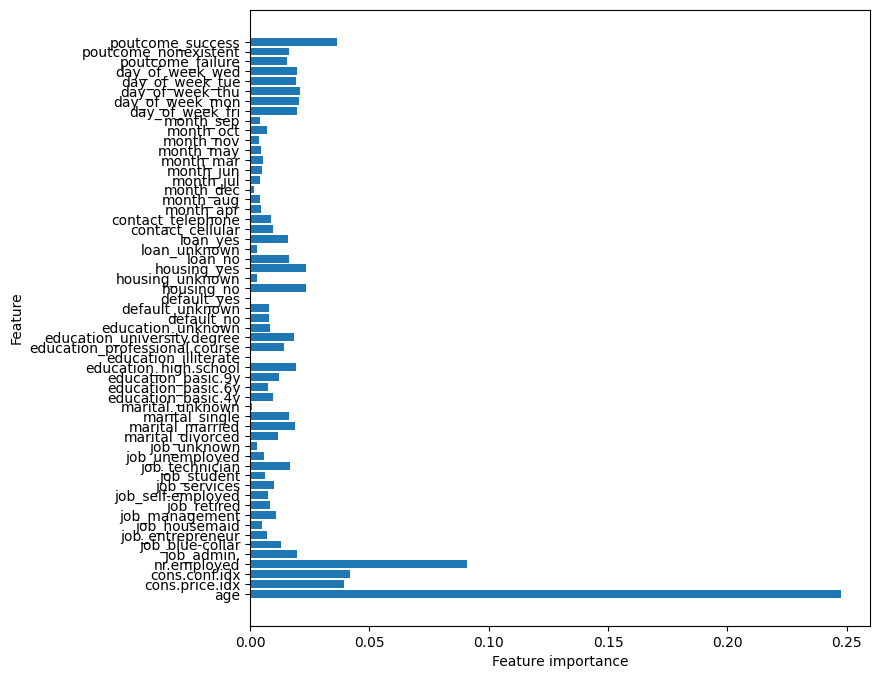 poutcome_success
poutcome_nonexistent
poutcome_failure
day_of_week_wed
day_of_week_tue
day_of_week_thu
day_of_week_mon
day_of_week_fri
month_sep
month_oct
month_nov
month_may
month_mar
month_jun
month_jul
month_dec
month_aug
month_apr
contact_telephone
contact_cellular
loan_yes
loan_unknown
loan_no
housing_yes
housing_unknown
housing_no
default_yes
default_unknown
default_no
education_unknown
education_university.degree
education_professional.course
education_illiterate
education_high.school
education_basic.9y
education_basic.6y
education_basic.4y
marital_unknown
marital_single
marital_married
marital_divorced
job_unknown
job_unemployed
job_technician
job_student
job_services
job_self-employed
job_retired
job_management
job_housemaid
job_entrepreneur
job_blue-collar
job_admin.
nr.employed
cons.conf.idx
cons.price.idx
age
Feature
0.00 0.05 0.10 0.15 0.20 0.25
Feature importance